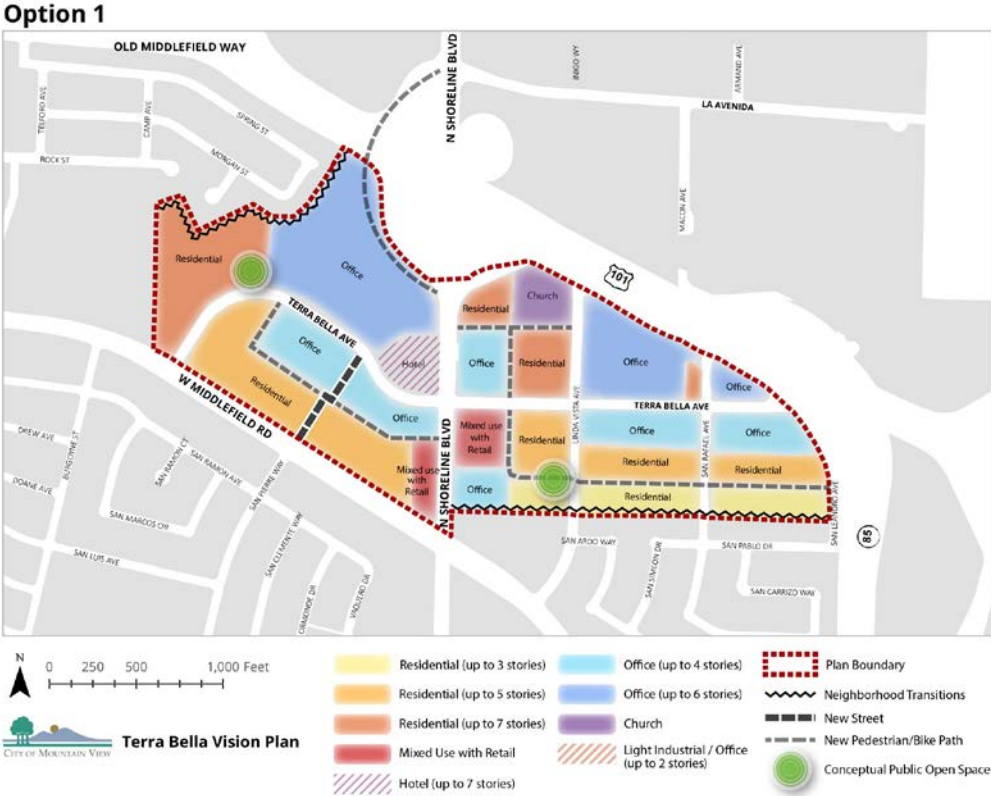 Option 1
OLD MIDDLEFIELD WAY
N SHORELINE BLVD
INIGO WY
ARMAND AVE
LA AVENIDA
TELFORD AVE
CAMP AVE
SPRING ST
MORGAN ST
ROCK ST
MACON AVE
101
Residential
Office
Church
Residential
TERRA BELLA AVE
Office
Hotel
Office
Residential
Office
Office
Residential
W MIDDLEFIELD RD
Office
TERRA BELLA AVE
LINDA VISTA AVE
SAN RAFAEL AVE
Mixed use
with
Retail
Residential
Office
Office
Residential
Residential
Mixed use
with
Retail
N SHORELINE BLVD
Office
Residential
SAN LEANDRO AVE
85
DREW AVE
BURGOYNE ST
DOANE AVE
SAN RAMON CT
SAN RAMON AVE
SAN PIERRE WAY
SAN MARCOS CIR
SAN LUIS AVE
SAN CLEMENTE WAY
ORMONDE DR
VAQUERO DR
SAN ARDO WAY
SAN SIMEON DR
SAN PABLO DR
SAN CARRIZO WAY
N
0 250 500 1,000 Feet
CITY OF MOUNTAIN VIEW
Terra Bella Vision Plan
Residential (up to 3 stories)
Residential (up to 5 stories)
Residential (up to 7 stories)
Mixed Use with Retail
Hotel (up to 7 stories)
Office (up to 4 stories)
Office (up to 6 stories)
Church
Light Industrial / Office
(up to 2 stories)
Plan Boundary
Neighborhood Transitions
New Street
New Pedestrian/Bike Path
Conceptual Public Open Space